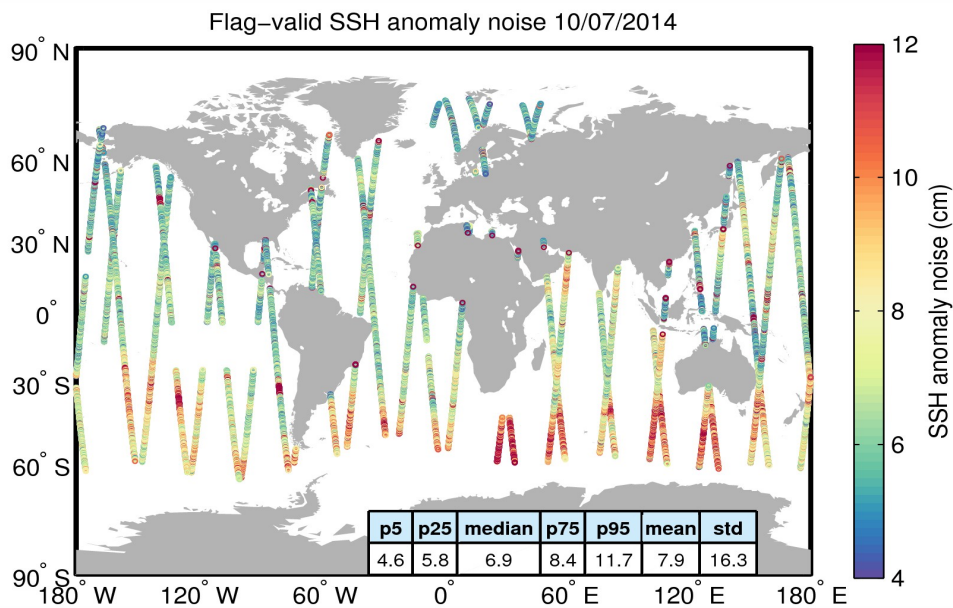 Flag−valid SSH anomaly noise 10/07/2014
90° N
60° N
30° N
0°
30° S
60° S
90° S
180° W
120° W
60° W
0°
60° E
120° E
180° E
p5 p25 median p75 p95 mean std
4.6 5.8 6.9 8.4 11.7 7.9 16.3
12
10
8
6
4
SSH anomaly noise (cm)